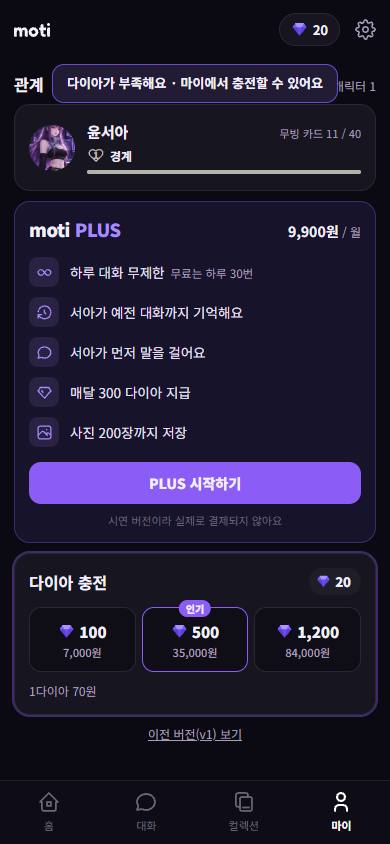 moti
20
관계
다이아가 부족해요 · 마이에서 충전할 수 있어요
릭터 1
윤서아
무빙 카드 11 / 40
1
경계
moti PLUS
9,900원 / 월
하루 대화 무제한 무료는 하루 30번
서아가 예전 대화까지 기억해요
서아가 먼저 말을 걸어요
매달 300 다이아 지급
사진 200장까지 저장
PLUS 시작하기
시연 버전이라 실제로 결제되지 않아요
다이아 충전
20
인기
100
500
1,200
7,000원
35,000원
84,000원
1다이아 70원
이전 버전(v1) 보기
홈
대화
컬렉션
마이